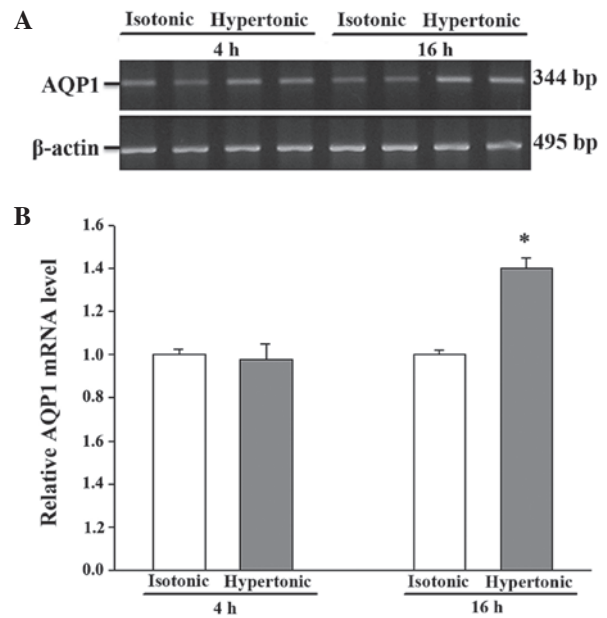 A
Isotonic Hypertonic Isotonic Hypertonic
4 h 16 h
AQP1 344 bp
β-actin 495 bp
B
Relative AQP1 mRNA level
1.6
1.4
1.2
1.0
0.8
1.6
1.4
1.2
0.0
*
Isotonic Hypertonic Isotonic Hypertonic
4 h 16 h